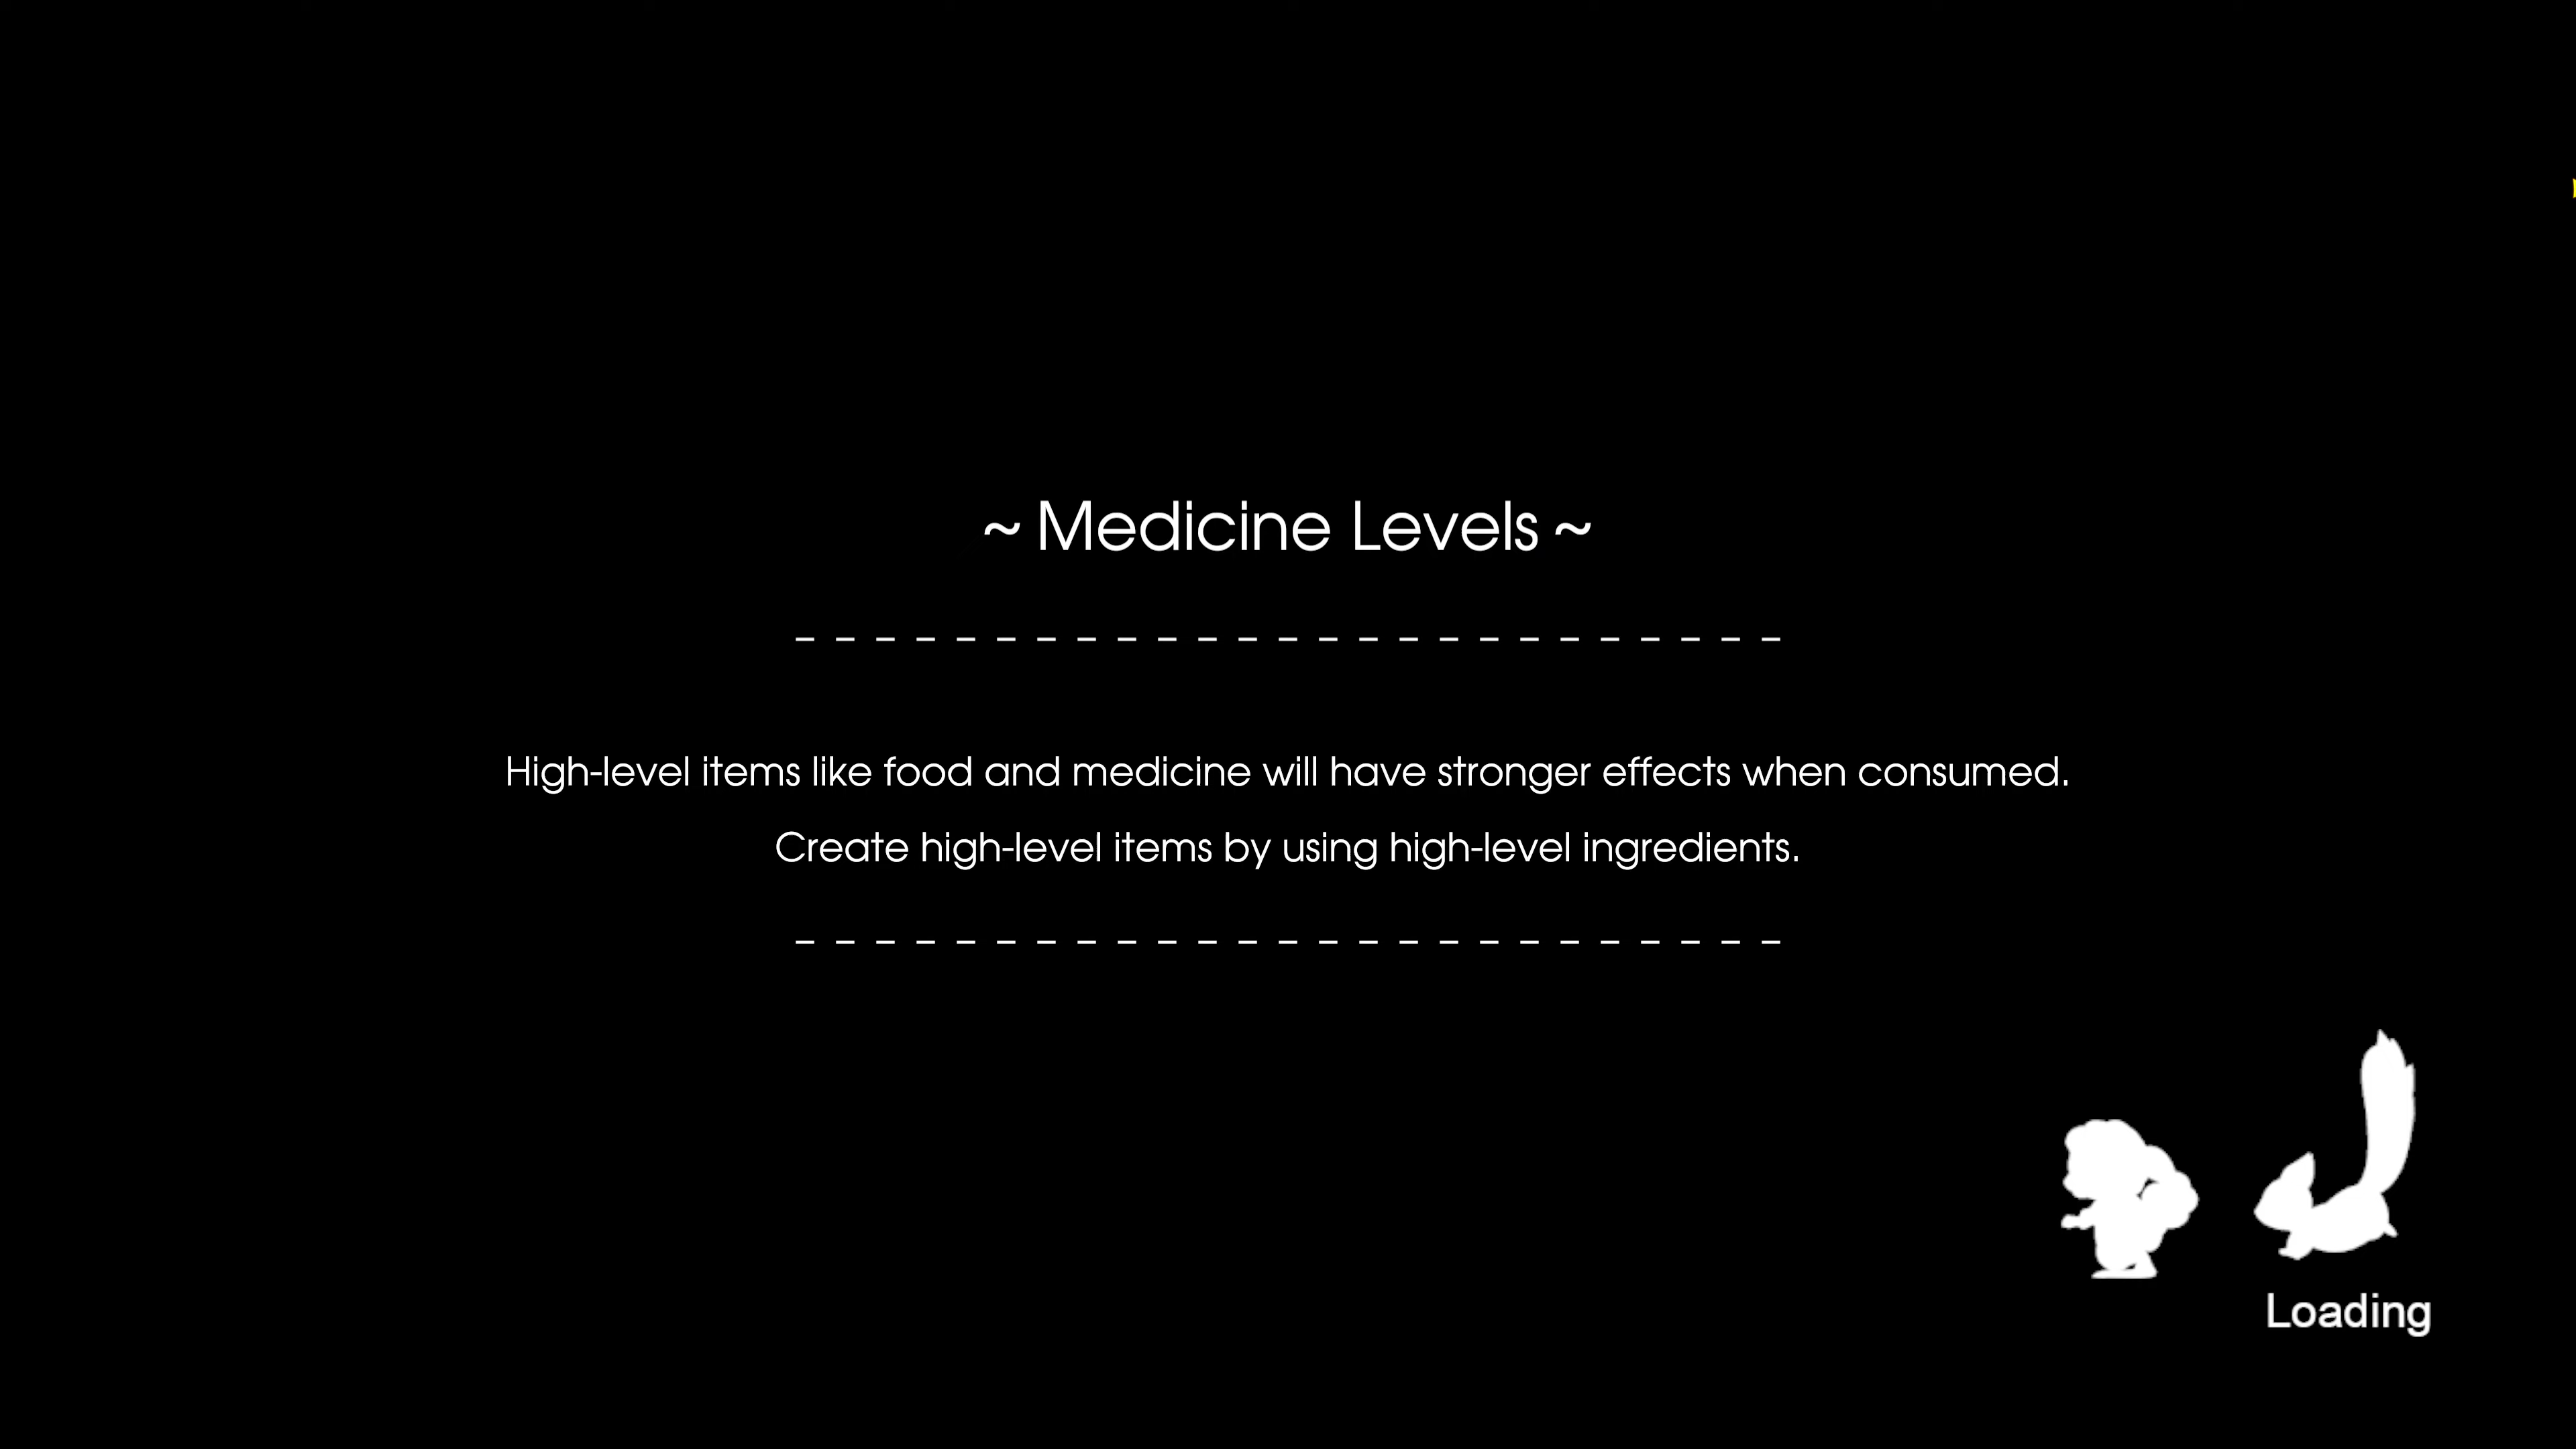 ~ Medicine Levels ~
– – – – – – – – – – – – – – – – – – – – – – – – –
High-level items like food and medicine will have stronger effects when consumed.
Create high-level items by using high-level ingredients.
– – – – – – – – – – – – – – – – – – – – – – – – –
Loading